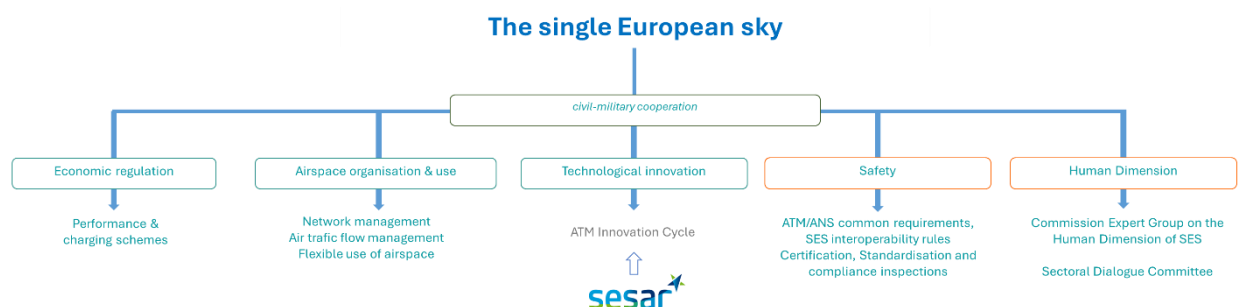 The single European sky
civil-military cooperation
Economic regulation
Airspace organisation & use
Technological innovation
Safety
Human Dimension
Performance &
charging schemes
Network management
Air trafic flow management
Flexible use of airspace
ATM Innovation Cycle
sesar
ATM/ANS common requirements,
SES interoperability rules
Certification, Standardisation and
compliance inspections
Commission Expert Group on the
Human Dimension of SES
Sectoral Dialogue Committee